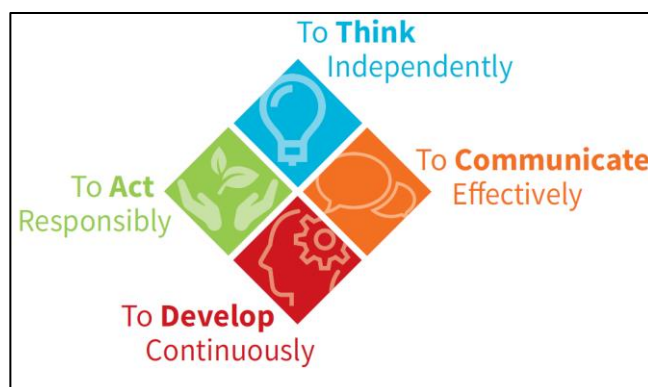 To Think
Independently
To Communicate
Effectively
To Act
Responsibly
To Develop
Continuously